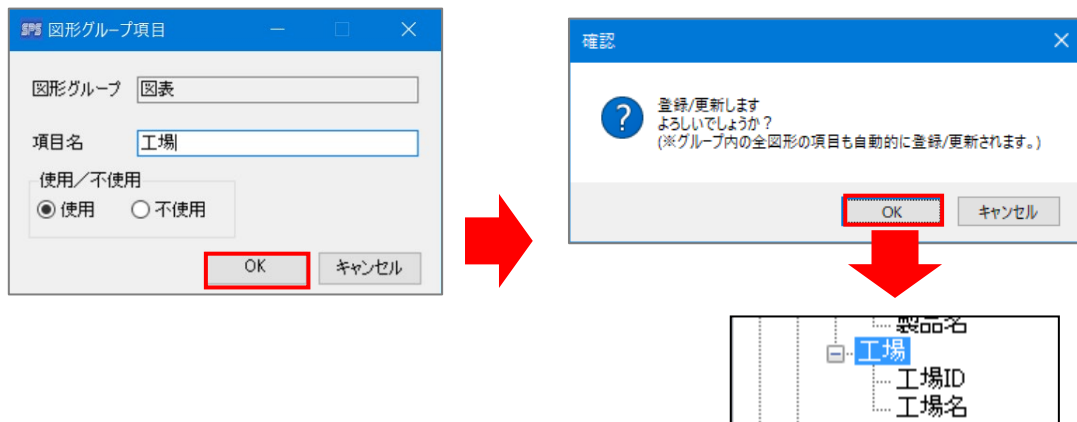 SPS 図形グループ項目
図形グループ 図表
項目名 工場
使用／不使用
使用 不使用
OK キャンセル
確認
?
登録/更新します
よろしいでしょうか？
(※グループ内の全図形の項目も自動的に登録/更新されます。)
OK キャンセル
製品名
工場
工場ID
工場名